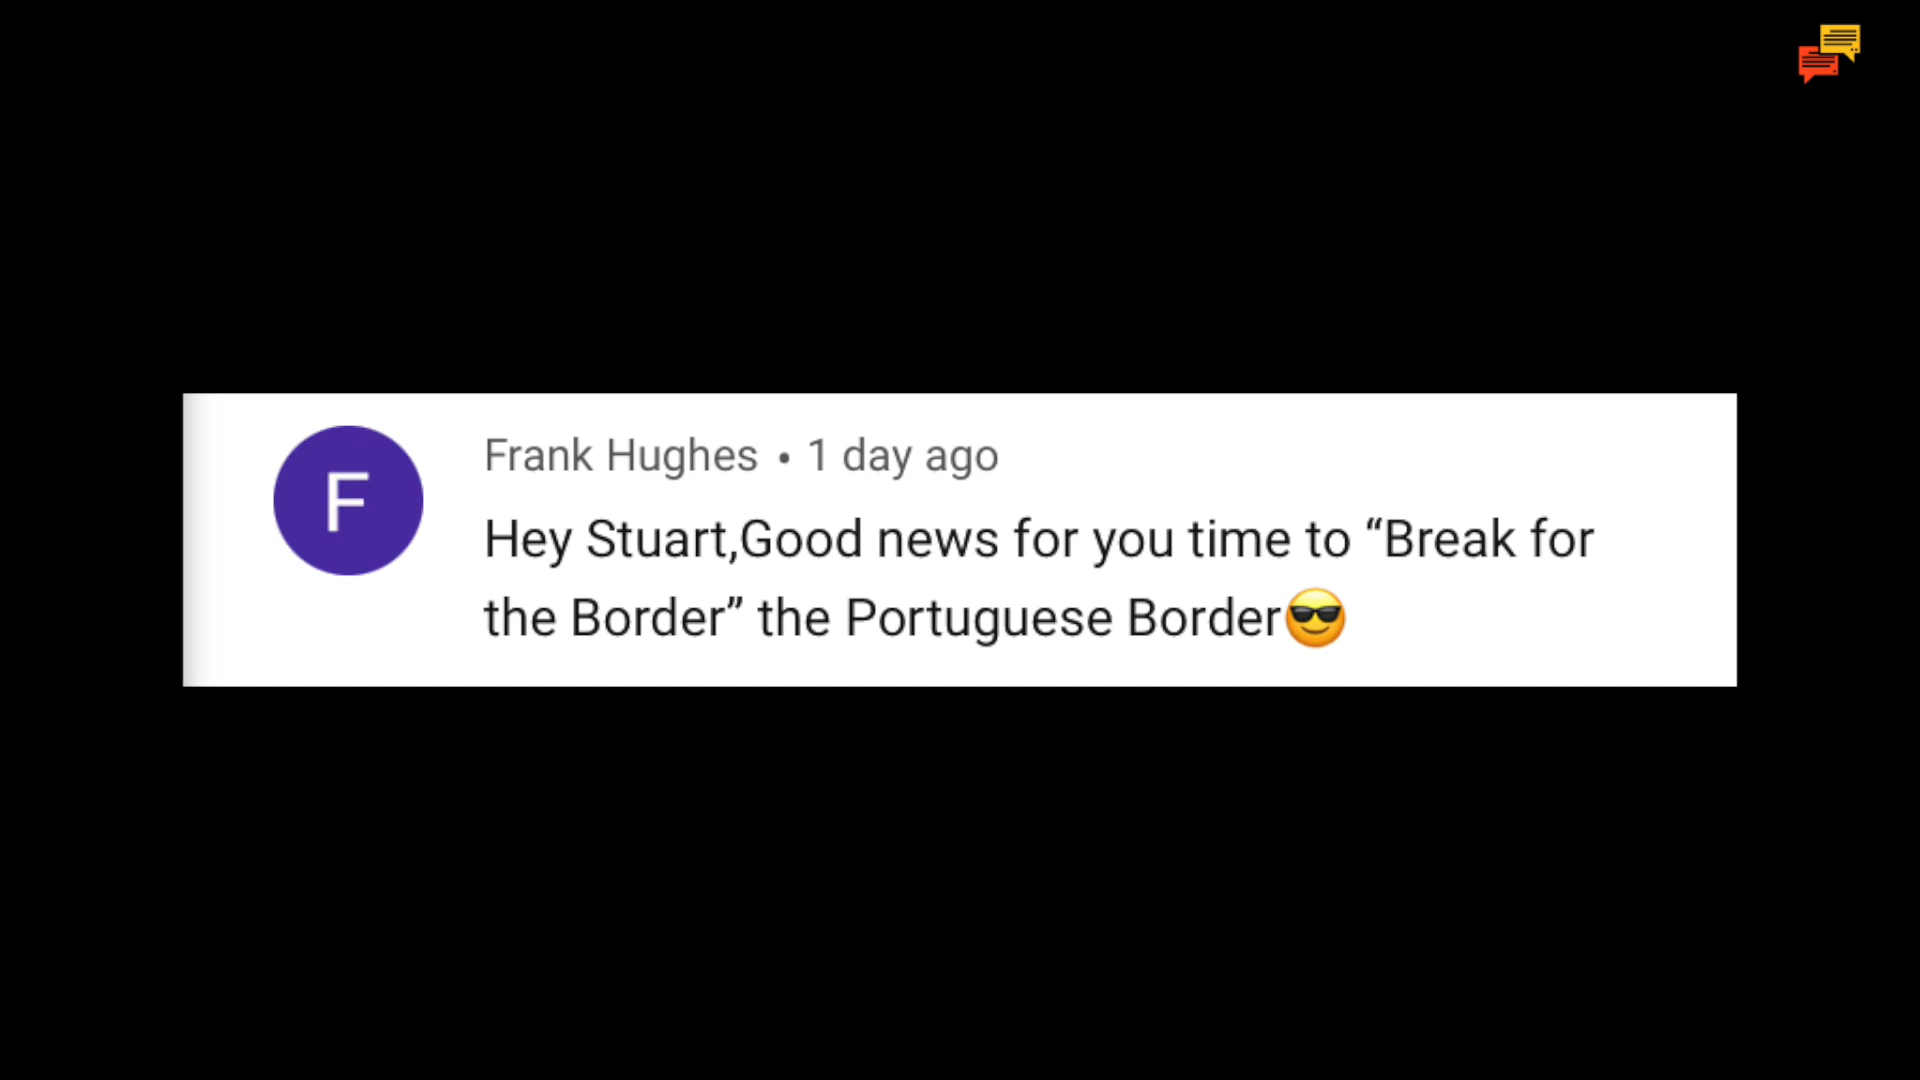 F
Frank Hughes • 1 day ago
Hey Stuart,Good news for you time to “Break for
the Border” the Portuguese Border😎